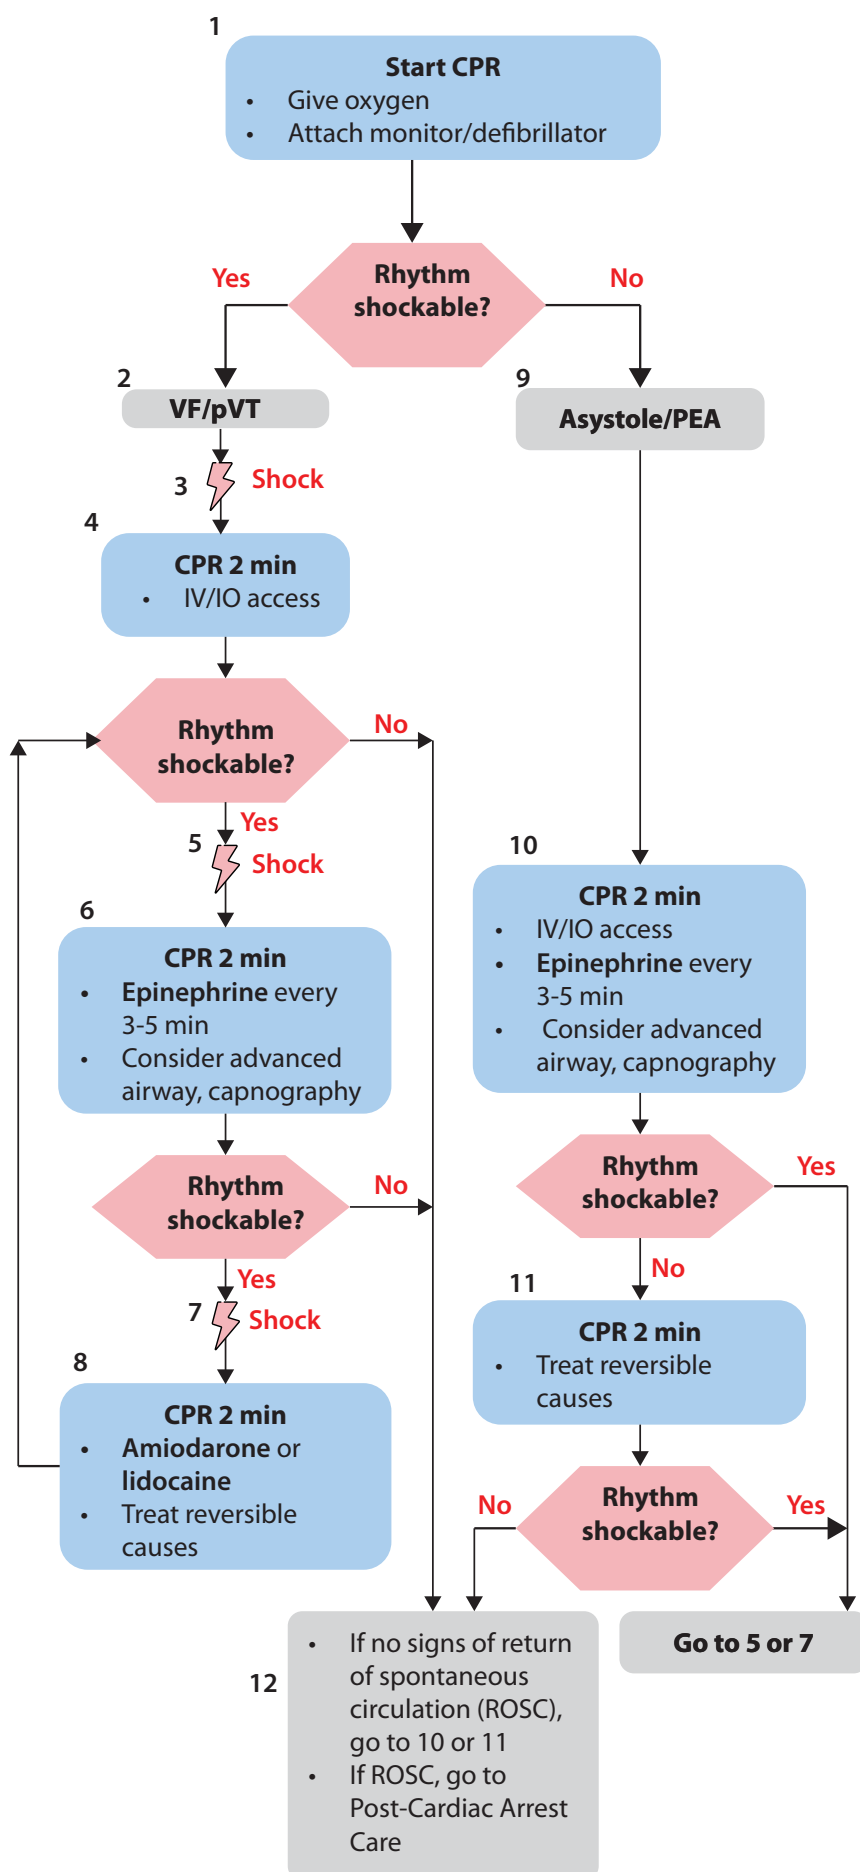 1
Start CPR
• Give oxygen
• Attach monitor/defibrillator
Rhythm
shockable?
Yes
No
2
VF/pVT
3
Shock
4
CPR 2 min
• IV/IO access
Rhythm
shockable?
No
Yes
5
Shock
6
CPR 2 min
• Epinephrine every
3-5 min
• Consider advanced
airway, capnography
Rhythm
shockable?
No
Yes
7
Shock
8
CPR 2 min
• Amiodarone or
lidocaine
• Treat reversible
causes
9
Asystole/PEA
10
CPR 2 min
• IV/IO access
• Epinephrine every
3-5 min
• Consider advanced
airway, capnography
Rhythm
shockable?
Yes
No
11
CPR 2 min
• Treat reversible
causes
Rhythm
shockable?
No
Yes
12
• If no signs of return
of spontaneous
circulation (ROSC),
go to 10 or 11
• If ROSC, go to
Post-Cardiac Arrest
Care
Go to 5 or 7